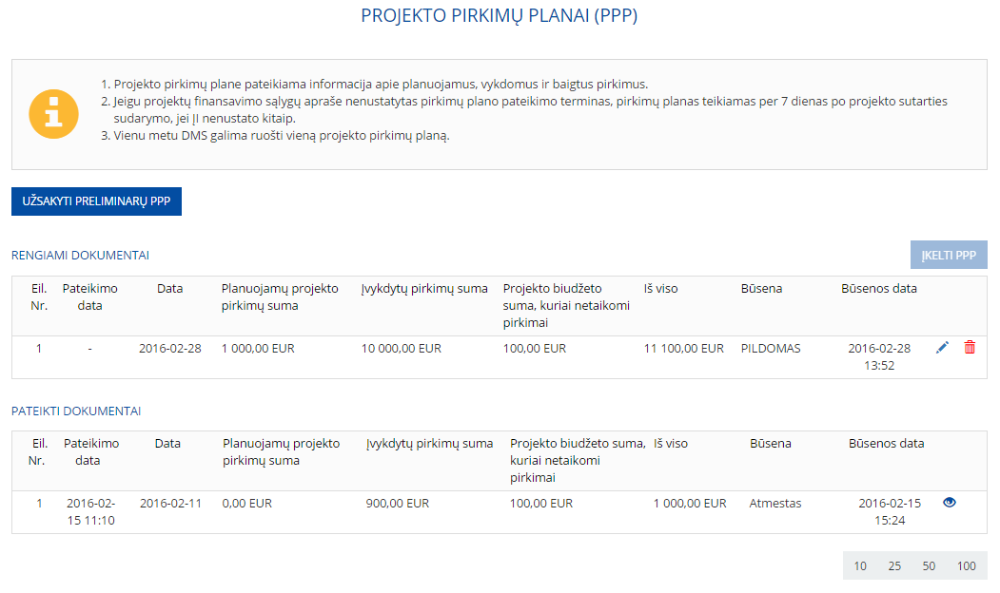 PROJEKTO PIRKIMŲ PLANAI (PPP)
1. Projekto pirkimų plane pateikiama informacija apie planuojamus, vykdomus ir baigtus pirkimus.
2. Jeigu projektų finansavimo sąlygų apraše nenustatytas pirkimų plano pateikimo terminas, pirkimų planas teikiamas per 7 dienas po projekto sutarties
sudarymo, jei ĮI nenustato kitaip.
3. Vienu metu DMS galima ruošti vieną projekto pirkimų planą.
UŽSAKYTI PRELIMINARŲ PPP
RENGIAMI DOKUMENTAI
ĮKELTI PPP
Eil. Pateikimo Data Planuojamų projekto Įvykdytų pirkimų suma Projekto biudžeto Iš viso Būsena Būsenos data
Nr. data pirkimų suma suma, kuriai netaikomi
pirkimai
1 - 2016-02-28 1 000,00 EUR 10 000,00 EUR 100,00 EUR 11 100,00 EUR PILDOMAS 2016-02-28
13:52
PATEIKTI DOKUMENTAI
Eil. Pateikimo Data Planuojamų projekto Įvykdytų pirkimų suma Projekto biudžeto suma, Iš viso Būsena Būsenos data
Nr. data pirkimų suma kuriai netaikomi
pirkimai
1 2016-02- 2016-02-11 0,00 EUR 900,00 EUR 100,00 EUR 1 000,00 EUR Atmestas 2016-02-15
15 11:10 15:24
10 25 50 100